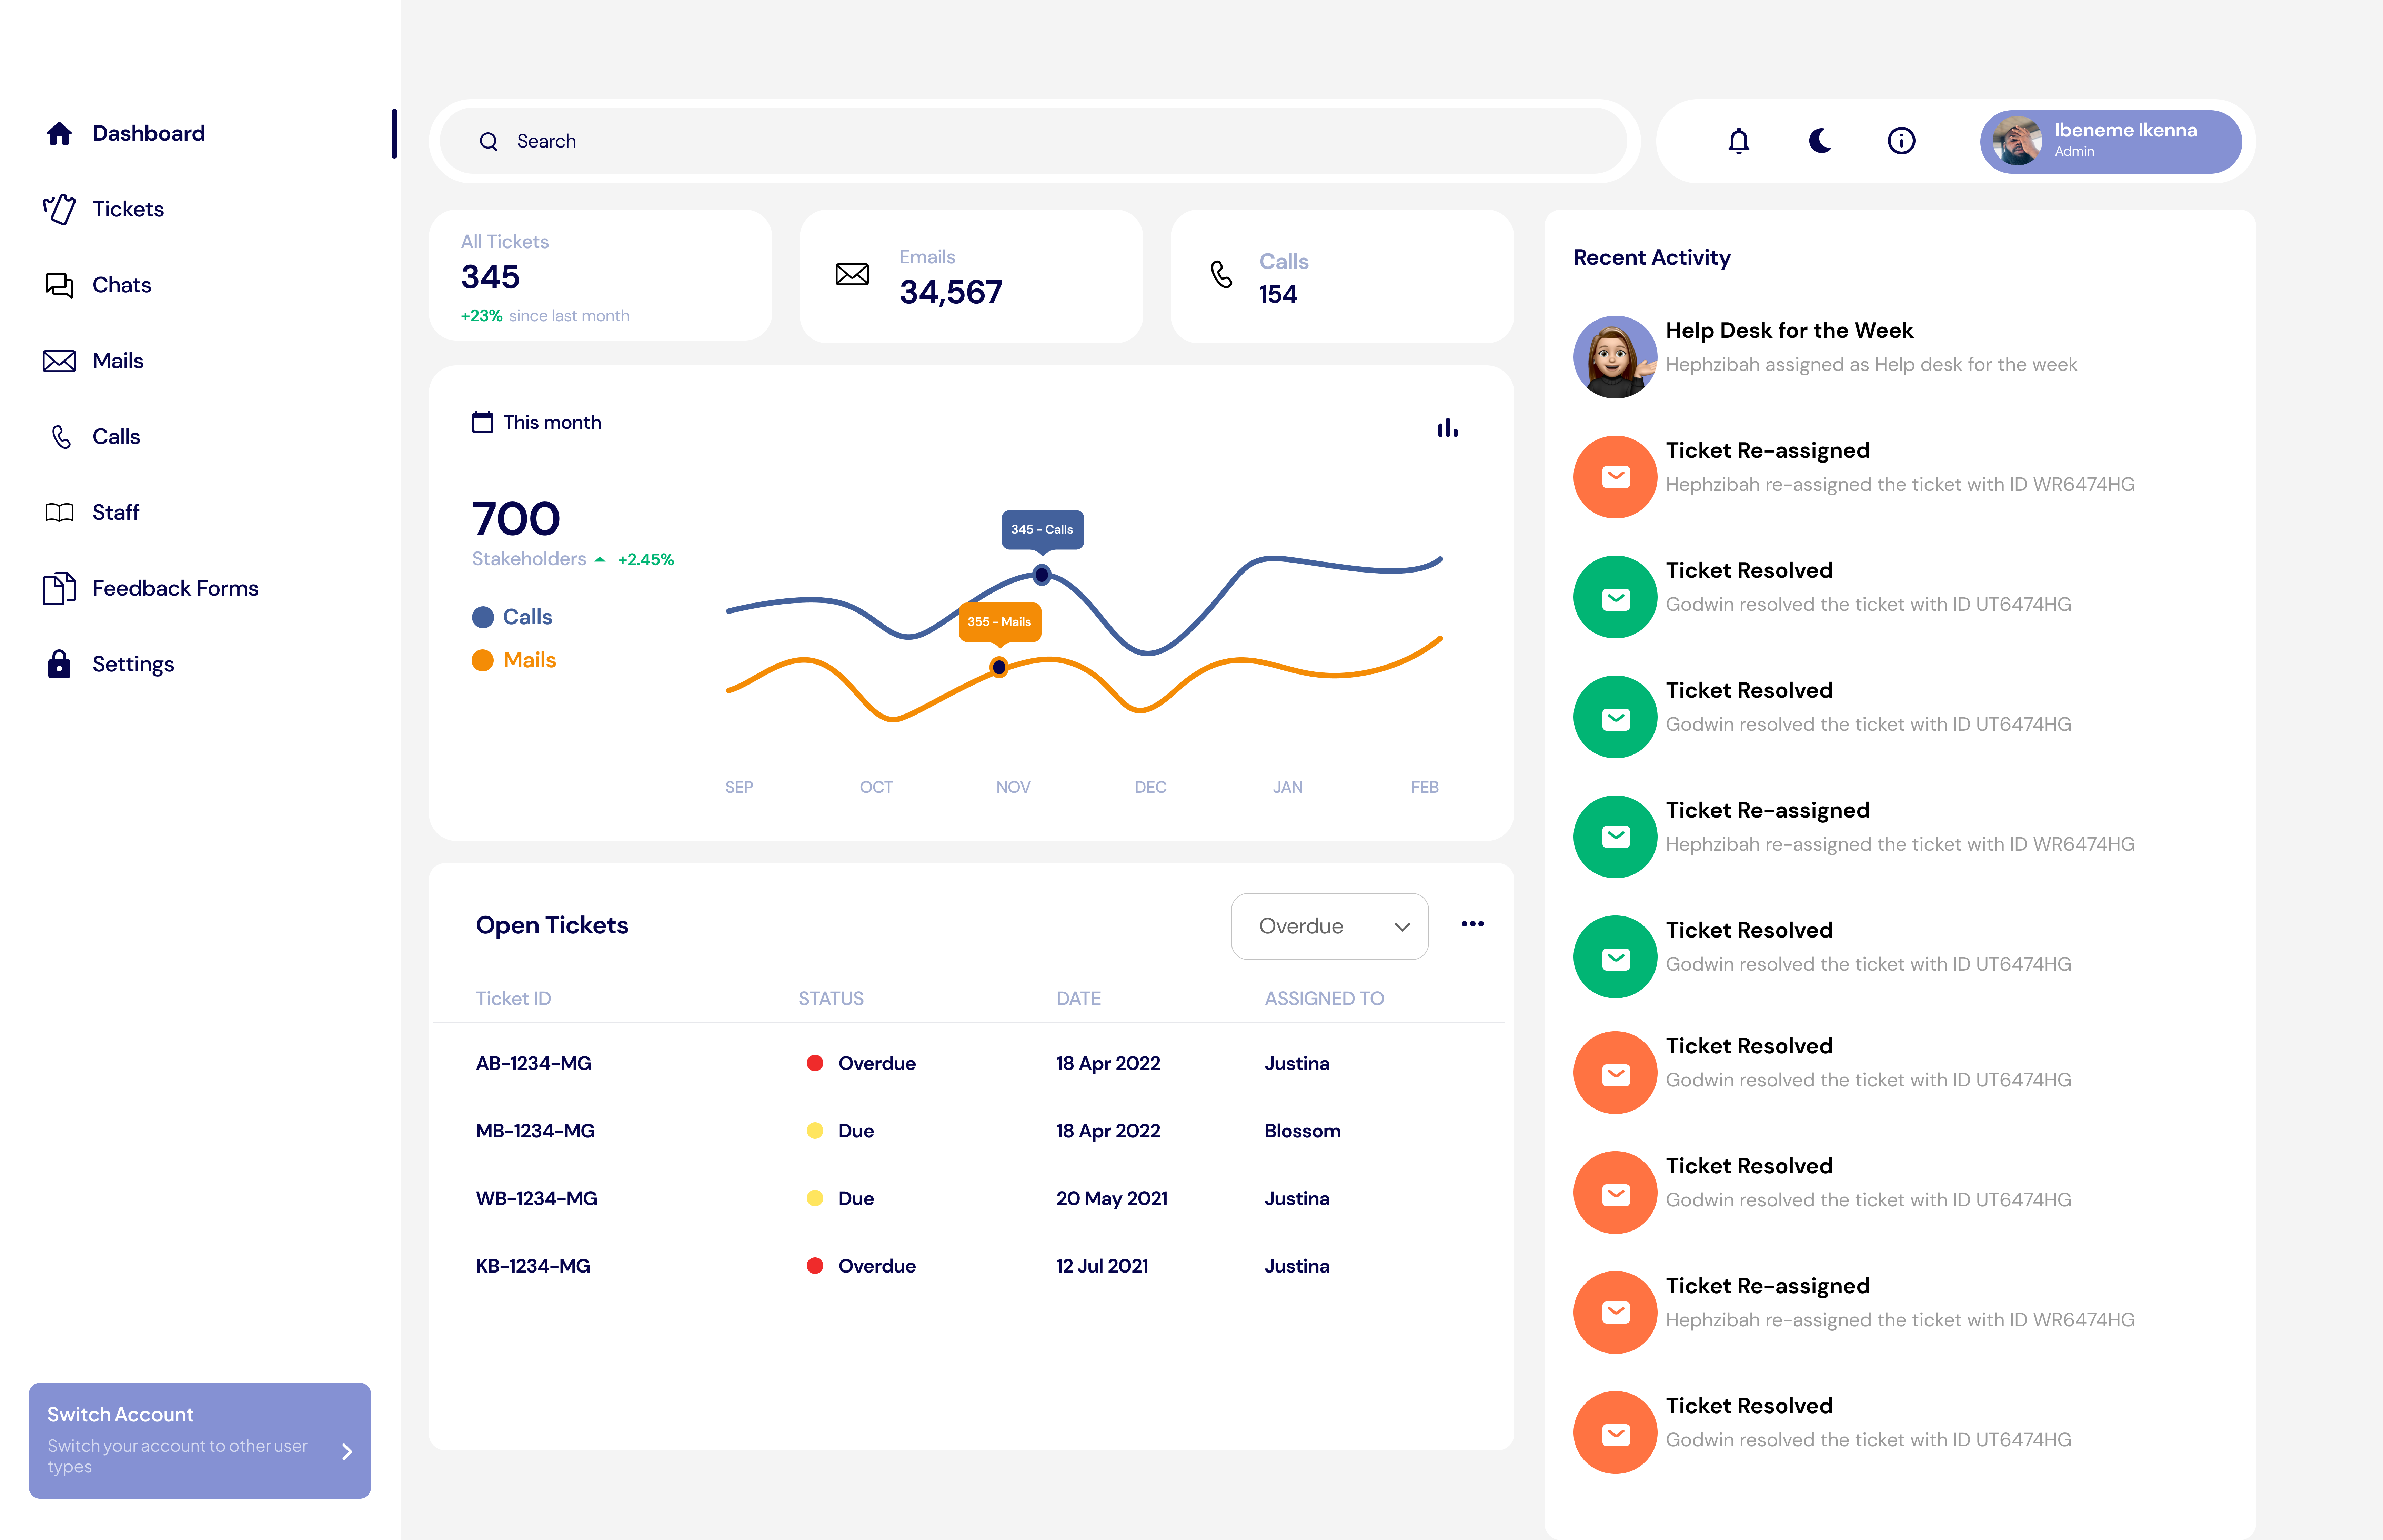 Dashboard
Tickets
Chats
Mails
Calls
Staff
Feedback Forms
Settings
Switch Account
Switch your account to other user
types
Search
Ibeneme Ikenna
Admin
All Tickets
345
+23% since last month
Emails
34,567
Calls
154
This month
700
Stakeholders +2.45%
Calls
Mails
345 - Calls
355 - Mails
SEP OCT NOV DEC JAN FEB
Open Tickets
Overdue
Ticket ID STATUS DATE ASSIGNED TO
AB-1234-MG Overdue 18 Apr 2022 Justina
MB-1234-MG Due 18 Apr 2022 Blossom
WB-1234-MG Due 20 May 2021 Justina
KB-1234-MG Overdue 12 Jul 2021 Justina
Recent Activity
Help Desk for the Week
Hephzibah assigned as Help desk for the week
Ticket Re-assigned
Hephzibah re-assigned the ticket with ID WR6474HG
Ticket Resolved
Godwin resolved the ticket with ID UT6474HG
Ticket Resolved
Godwin resolved the ticket with ID UT6474HG
Ticket Re-assigned
Hephzibah re-assigned the ticket with ID WR6474HG
Ticket Resolved
Godwin resolved the ticket with ID UT6474HG
Ticket Resolved
Godwin resolved the ticket with ID UT6474HG
Ticket Resolved
Godwin resolved the ticket with ID UT6474HG
Ticket Re-assigned
Hephzibah re-assigned the ticket with ID WR6474HG
Ticket Resolved
Godwin resolved the ticket with ID UT6474HG